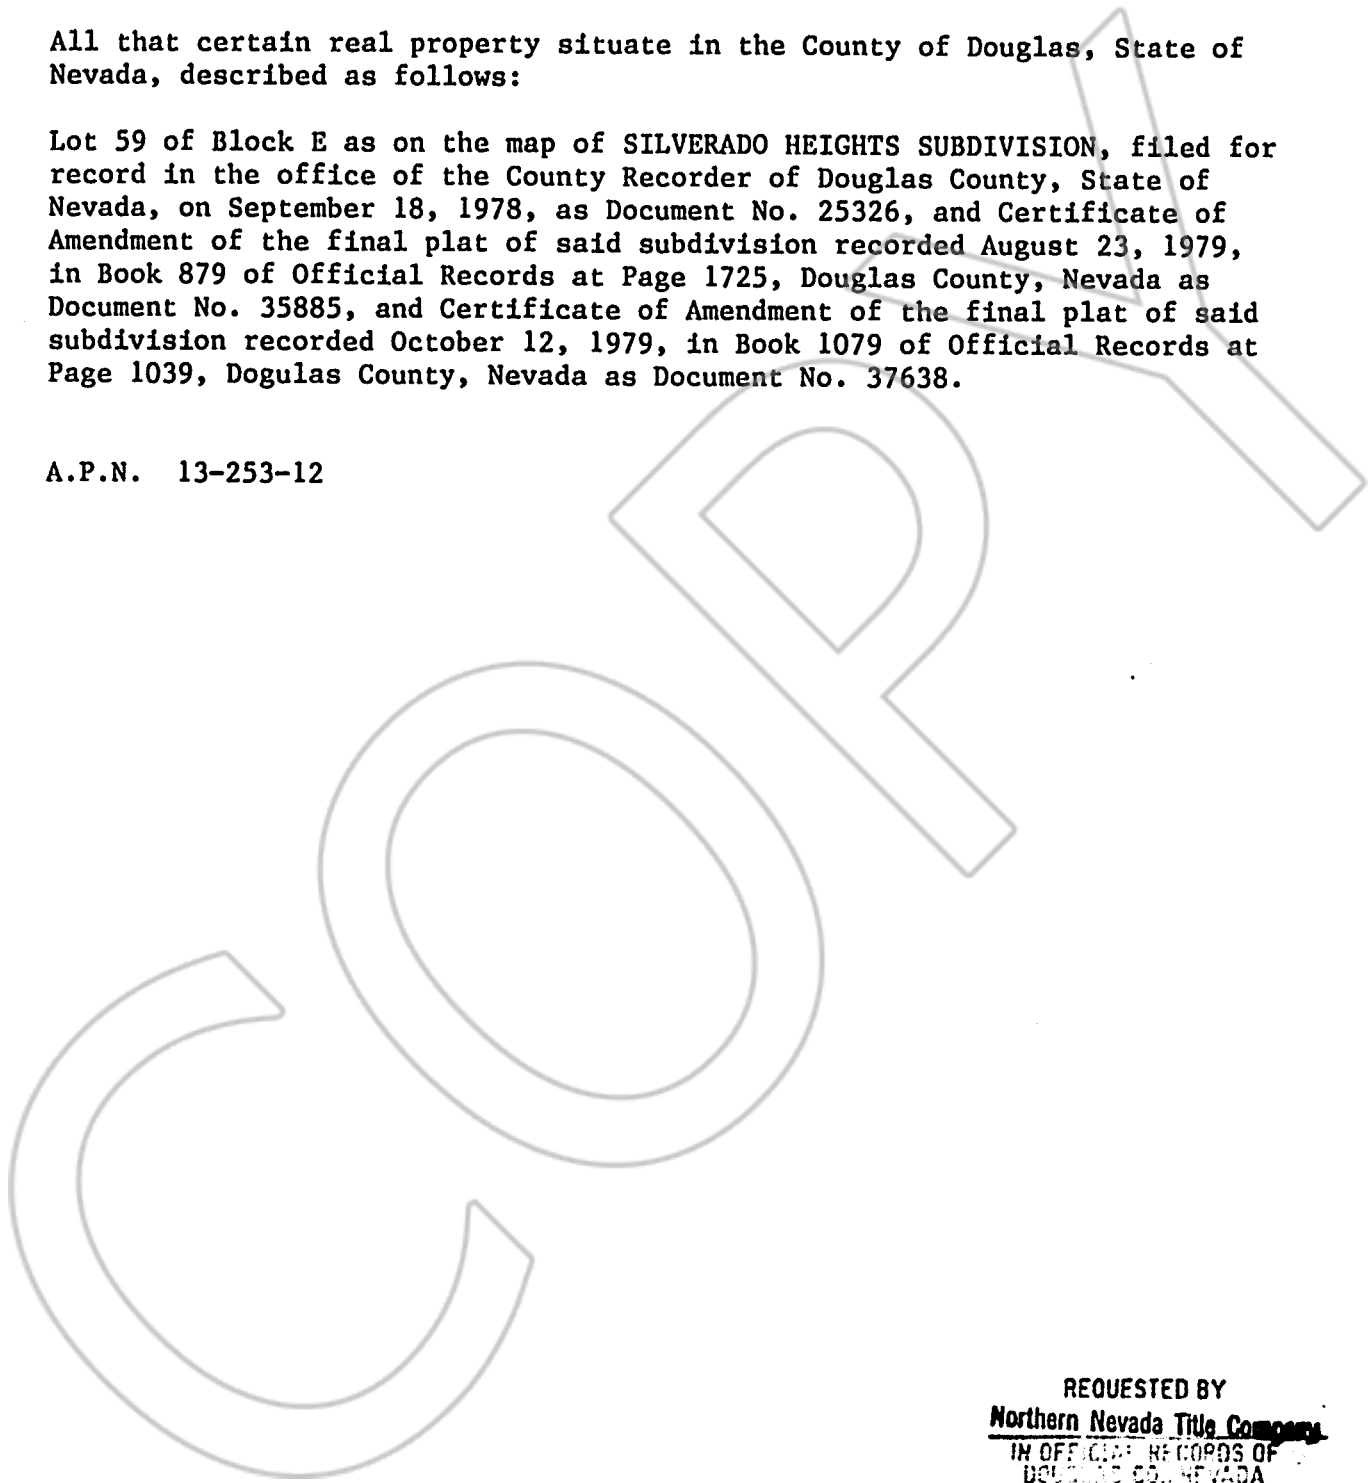 All that certain real property situate in the County of Douglas, State of
Nevada, described as follows:
Lot 59 of Block E as on the map of SILVERADO HEIGHTS SUBDIVISION, filed for
record in the office of the County Recorder of Douglas County, State of
Nevada, on September 18, 1978, as Document No. 25326, and Certificate of
Amendment of the final plat of said subdivision recorded August 23, 1979,
in Book 879 of Official Records at Page 1725, Douglas County, Nevada as
Document No. 35885, and Certificate of Amendment of the final plat of said
subdivision recorded October 12, 1979, in Book 1079 of Official Records at
Page 1039, Dogulas County, Nevada as Document No. 37638.
A.P.N. 13-253-12
COPY
REQUESTED BY
Northern Nevada Title Company
IN OFFICIAL RECORDS OF
DOUGLAS CO., NEVADA